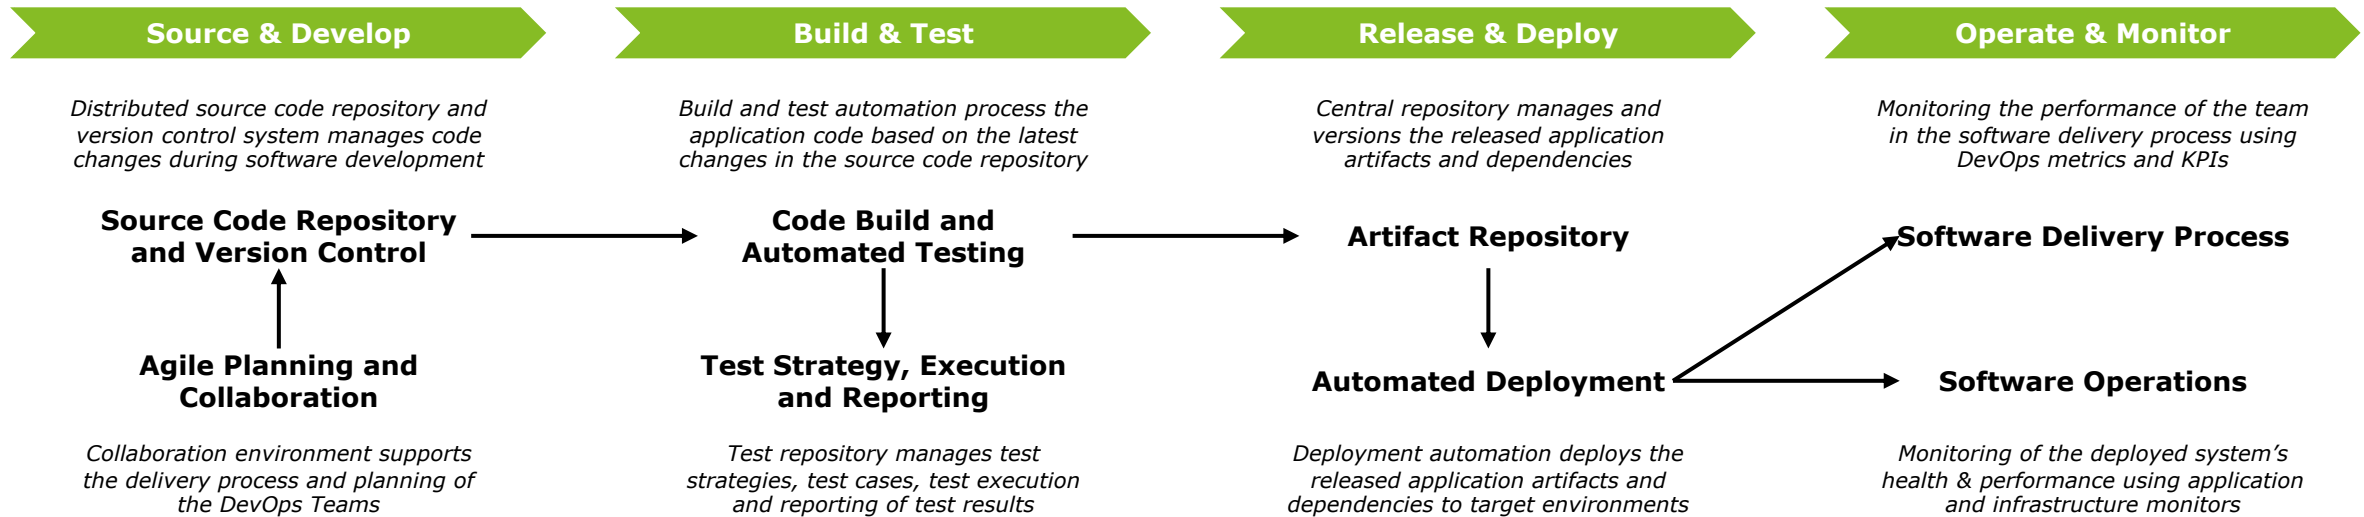 Source & Develop
Build & Test
Release & Deploy
Operate & Monitor
Distributed source code repository and
version control system manages code
changes during software development
Build and test automation process the
application code based on the latest
changes in the source code repository
Central repository manages and
versions the released application
artifacts and dependencies
Monitoring the performance of the team
in the software delivery process using
DevOps metrics and KPIs
Source Code Repository
and Version Control
Code Build and
Automated Testing
Artifact Repository
Software Delivery Process
Agile Planning and
Collaboration
Test Strategy, Execution
and Reporting
Automated Deployment
Software Operations
Collaboration environment supports
the delivery process and planning of
the DevOps Teams
Test repository manages test
strategies, test cases, test execution
and reporting of test results
Deployment automation deploys the
released application artifacts and
dependencies to target environments
Monitoring of the deployed system’s
health & performance using application
and infrastructure monitors